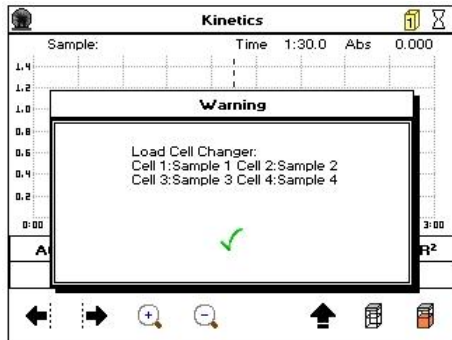 Kinetics
1
Sample: Time 1:30.0 Abs 0.000
1.4
1.2
1.0
0.8
0.6
0.4
0.2
0:00 3:00
Warning
Load Cell Changer:
Cell 1:Sample 1 Cell 2:Sample 2
Cell 3:Sample 3 Cell 4:Sample 4
R²